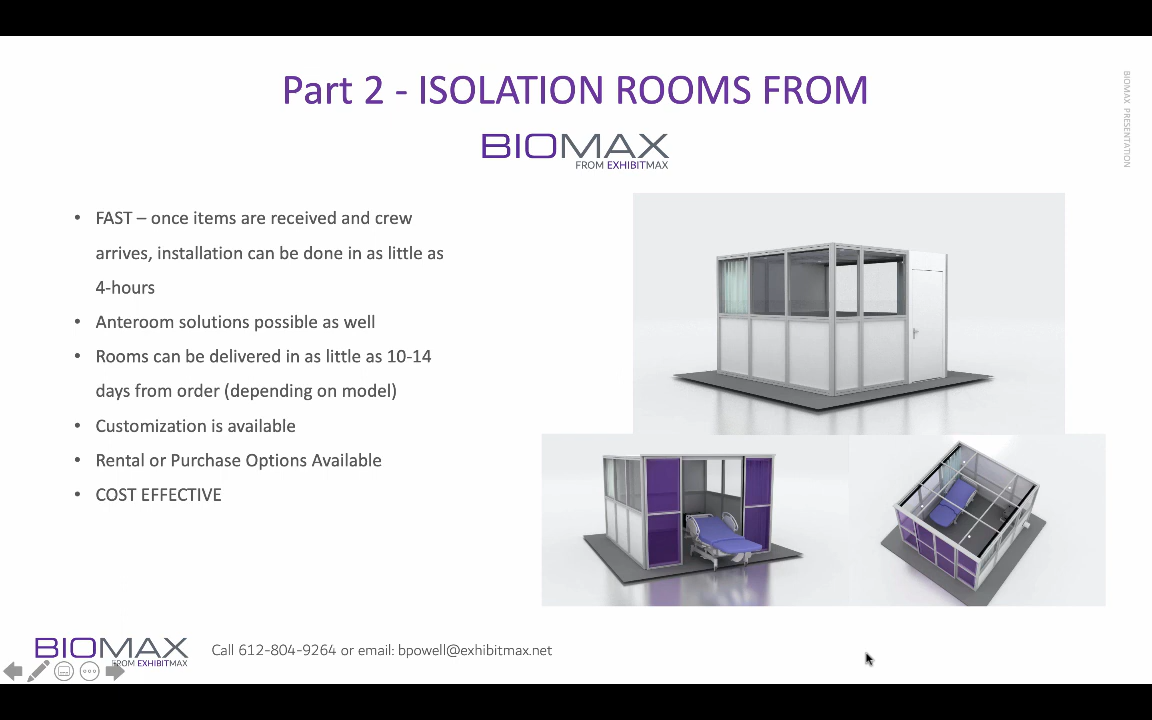 Part 2 - ISOLATION ROOMS FROM
BIOMAX
FROM EXHIBITMAX
BIOMAX PRESENTATION
• FAST – once items are received and crew
arrives, installation can be done in as little as
4-hours
• Anteroom solutions possible as well
• Rooms can be delivered in as little as 10-14
days from order (depending on model)
• Customization is available
• Rental or Purchase Options Available
• COST EFFECTIVE
BIOMAX
FROM EXHIBITMAX
Call 612-804-9264 or email: bpowell@exhibitmax.net